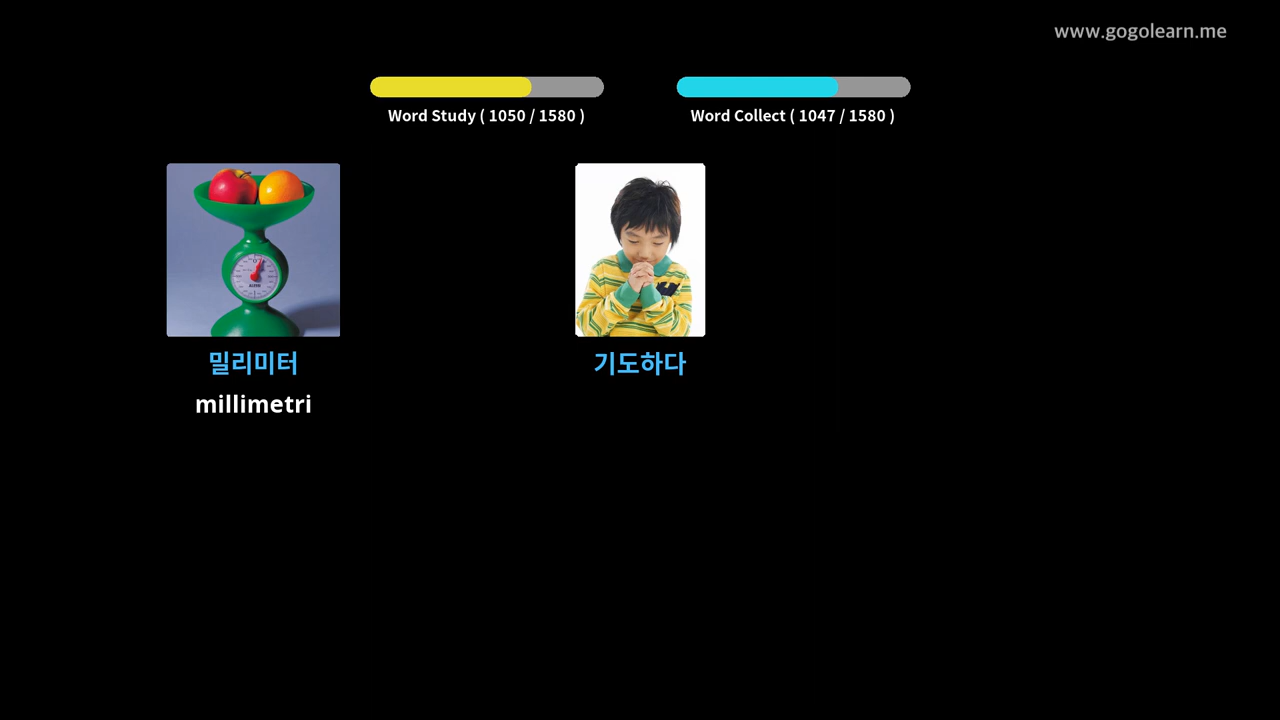 www.gogolearn.me
Word Study ( 1050 / 1580 )
Word Collect ( 1047 / 1580 )
밀리미터
millimetri
기도하다